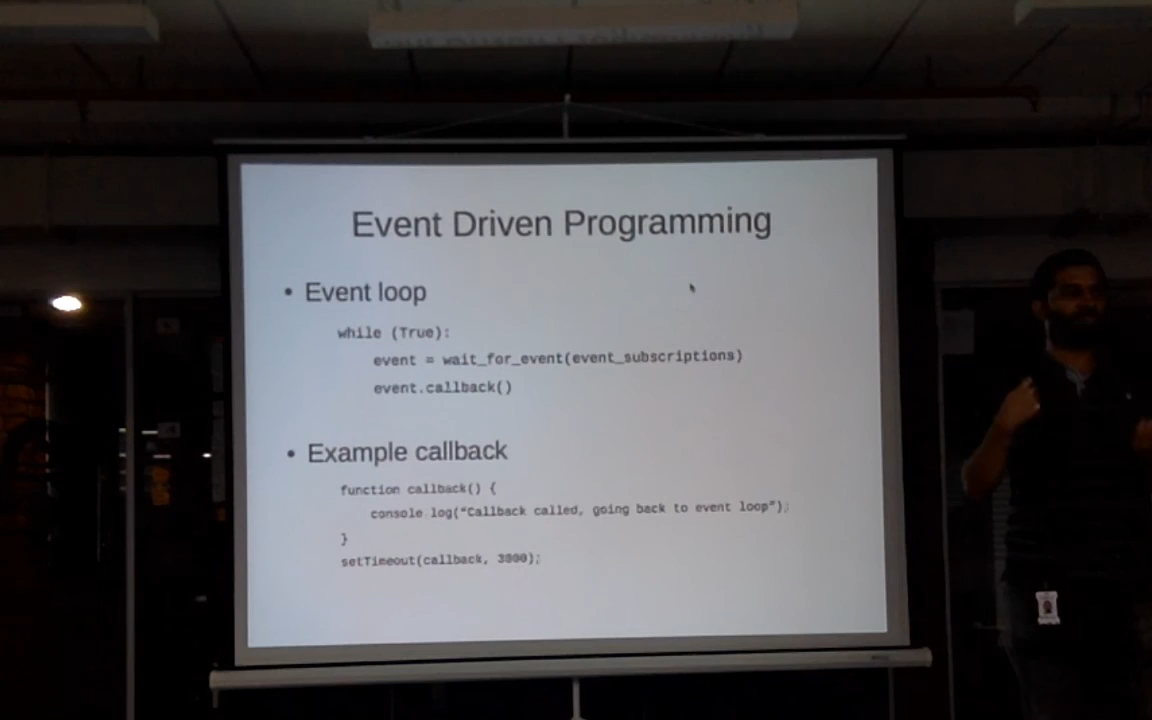 Event Driven Programming
• Event loop
while (True):
event = wait_for_event(event_subscriptions)
event.callback()
• Example callback
function callback() {
console.log(“Callback called, going back to event loop”);
}
setTimeout(callback, 3000);